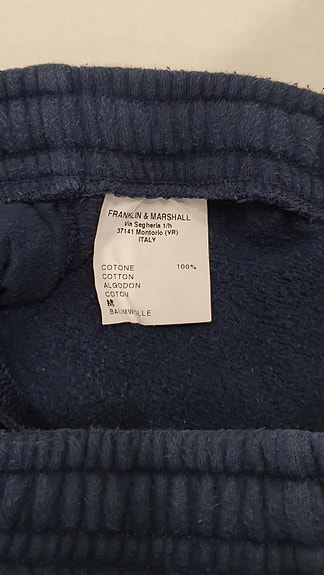 FRANKLIN & MARSHALL
Via Segheria 1/h
37141 Montorio (VR)
ITALY
COTONE 100%
COTTON
ALGODON
COTON
BAUMWOLLE